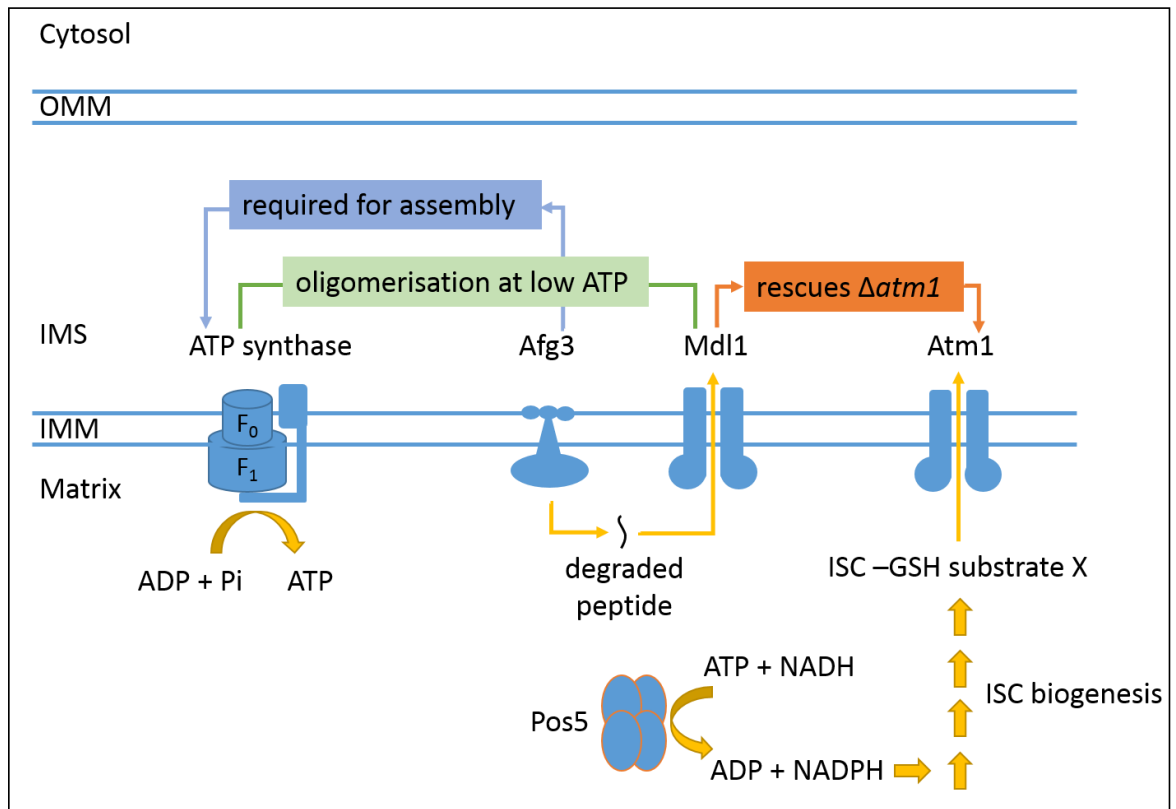 Cytosol
OMM
required for assembly
oligomerisation at low ATP
rescues Δatm1
IMS
ATP synthase
Afg3
Mdl1
Atm1
IMM
F0
F1
Matrix
ADP + Pi
ATP
degraded
peptide
ISC –GSH substrate X
ATP + NADH
ISC biogenesis
Pos5
ADP + NADPH